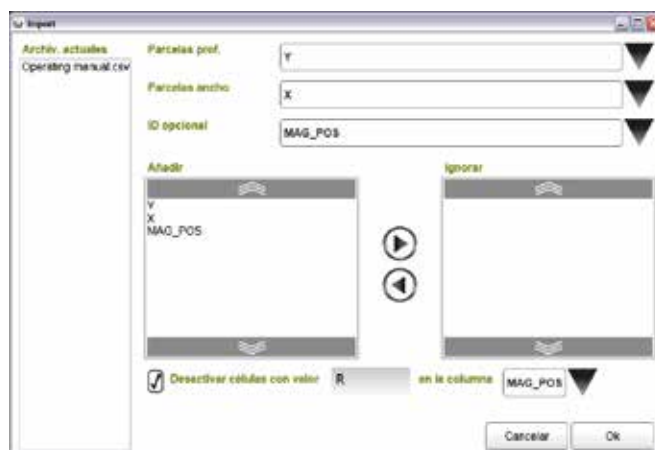 Import
Archiv. actuales
Operating manual.csv
Parcelas prof.
Y
Parcelas ancho
X
ID opcional
MAG_POS
Añadir
Y
X
MAG_POS
Ignorar
Desactivar células con valor R en la columna MAG_POS
Cancelar
Ok